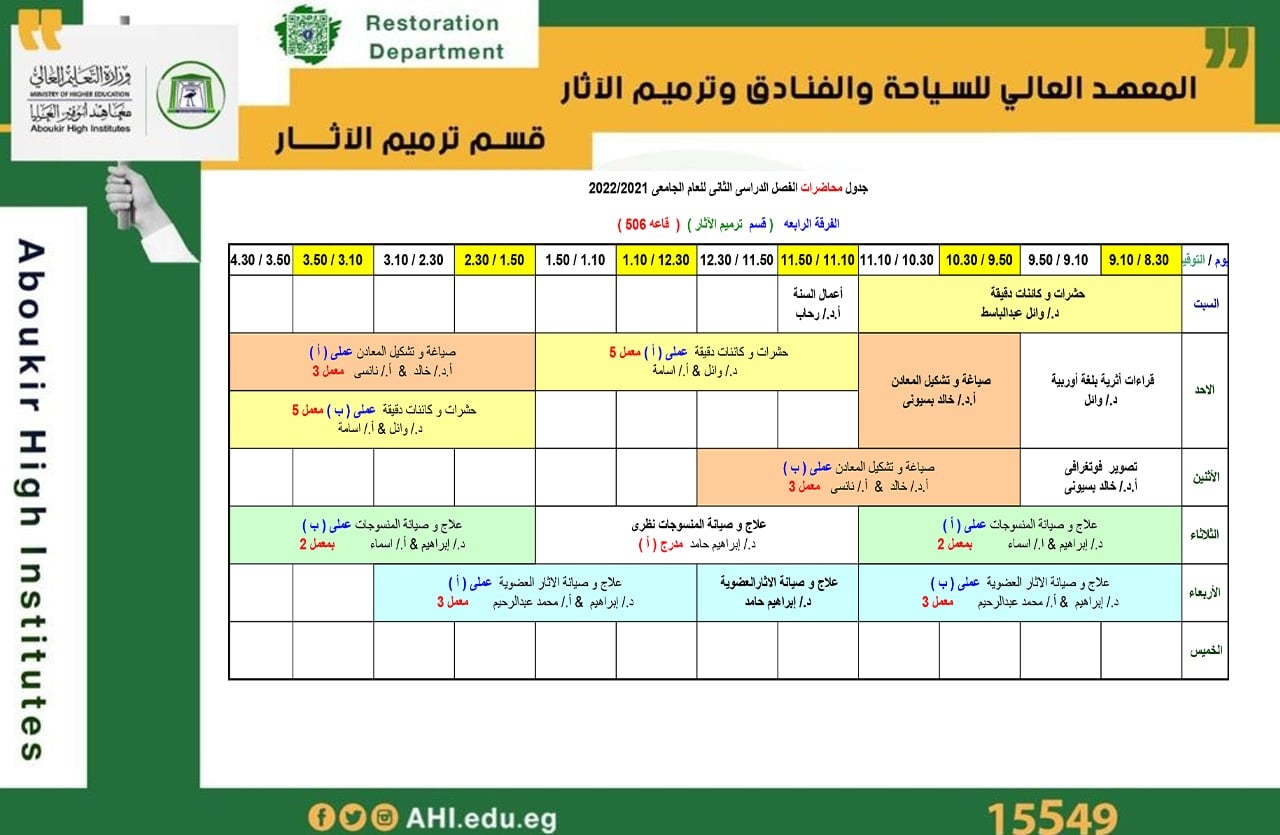 Restoration
Department
وزارة التعليم العالي
MINISTRY OF HIGHER EDUCATION
معاهد أبوقير العليا
Aboukir High Institutes
المعهد العالي للسياحة والفنادق وترميم الآثار
قسم ترميم الآثار
Aboukir High Institutes
جدول محاضرات الفصل الدراسى الثانى للعام الجامعى 2022/2021
الفرقة الرابعه ( قسم ترميم الآثار ) ( قاعه 506 )
يوم / التوقي
9.10 / 8.30
9.50 / 9.10
10.30 / 9.50
11.10 / 10.30
11.50 / 11.10
12.30 / 11.50
1.10 / 12.30
1.50 / 1.10
2.30 / 1.50
3.10 / 2.30
3.50 / 3.10
4.30 / 3.50
السبت
حشرات و كائنات دقيقة
د./ وائل عبدالباسط
أعمال السنة
أ.د./ رحاب
الاحد
قراءات أثرية بلغة أوربية
د./ وائل
صياغة و تشكيل المعادن
أ.د./ خالد بسيونى
حشرات و كائنات دقيقة عملى ( أ ) معمل 5
د./ وائل & أ./ اسامة
صياغة و تشكيل المعادن عملى ( أ )
أ.د./ خالد & أ./ نانسى معمل 3
حشرات و كائنات دقيقة عملى ( ب ) معمل 5
د./ وائل & أ./ اسامة
الأثنين
تصوير فوتغرافى
أ.د./ خالد بسيونى
صياغة و تشكيل المعادن عملى ( ب )
أ.د./ خالد & أ./ نانسى معمل 3
الثلاثاء
علاج و صيانة المنسوجات عملى ( أ )
د./ إبراهيم & ا./ اسماء بمعمل 2
علاج و صيانة المنسوجات نظرى
د./ إبراهيم حامد مدرج ( أ )
علاج و صيانة المنسوجات عملى ( ب )
د./ إبراهيم & أ./ اسماء بمعمل 2
الأربعاء
علاج و صيانة الاثار العضوية عملى ( ب )
د./ إبراهيم & أ./ محمد عبدالرحيم معمل 3
علاج و صيانة الاثارالعضوية
د./ إبراهيم حامد
علاج و صيانة الاثار العضوية عملى ( أ )
د./ إبراهيم & أ./ محمد عبدالرحيم معمل 3
الخميس
AHI.edu.eg
15549